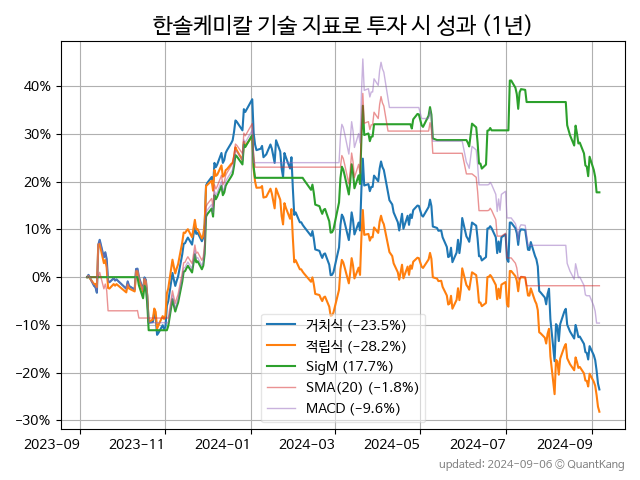 한솔케미칼 기술 지표로 투자 시 성과 (1년)
40%
30%
20%
10%
0%
−10%
−20%
−30%
거치식 (−23.5%)
적립식 (−28.2%)
SigM (17.7%)
SMA(20) (−1.8%)
MACD (−9.6%)
2023-09
2023-11
2024-01
2024-03
2024-05
2024-07
2024-09
updated: 2024-09-06 © QuantKang